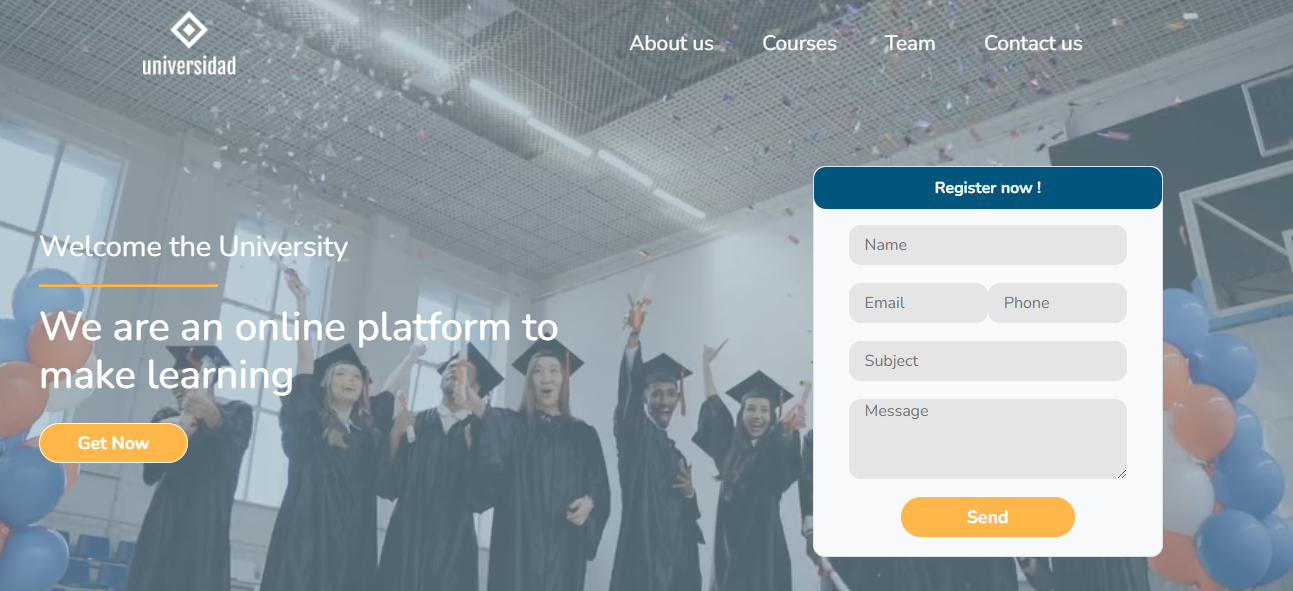 universidad
About us
Courses
Team
Contact us
Welcome the University
We are an online platform to
make learning
Get Now
Register now !
Name
Email
Phone
Subject
Message
Send